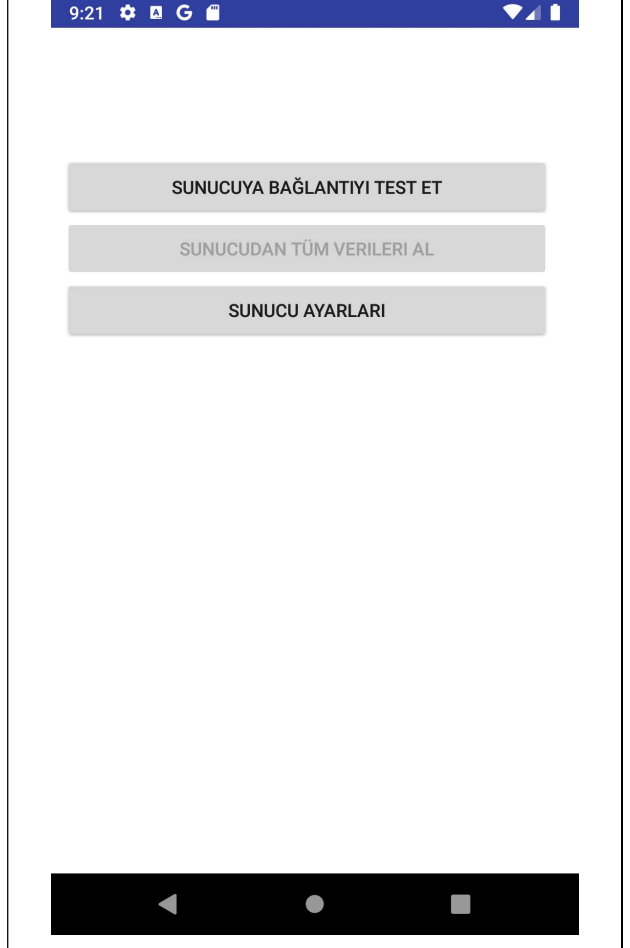 9:21
SUNUCUYA BAĞLANTIYI TEST ET
SUNUCUDAN TÜM VERILERI AL
SUNUCU AYARLARI